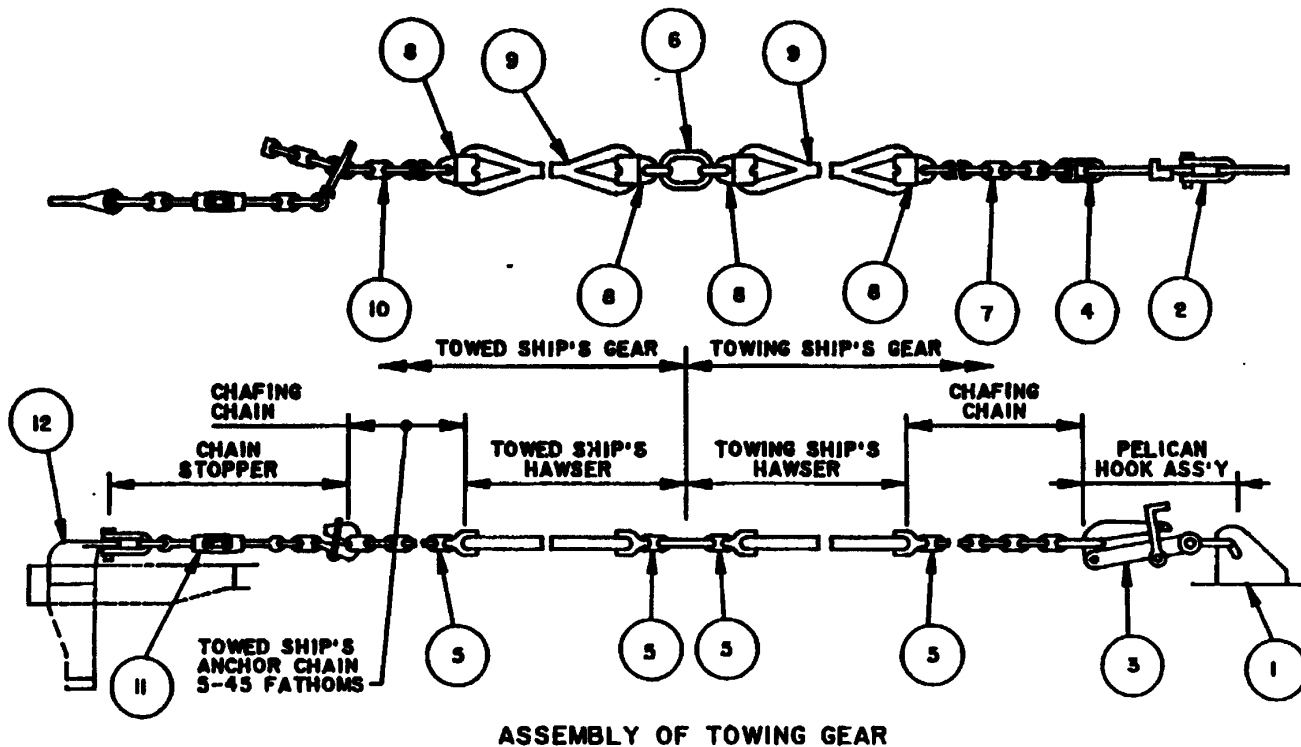 8
9
6
9
10
8
8
8
7
4
2
TOWED SHIP'S GEAR
TOWING SHIP'S GEAR
CHAFING
CHAIN
CHAFING
CHAIN
12
CHAIN
STOPPER
TOWED
SHIP'S
HAWSER
TOWING
SHIP'S
HAWSER
PELICAN
HOOK ASS'Y
TOWED SHIP'S
ANCHOR CHAIN
5-45 FATHOMS
11
5
5
5
5
3
1
ASSEMBLY OF TOWING GEAR